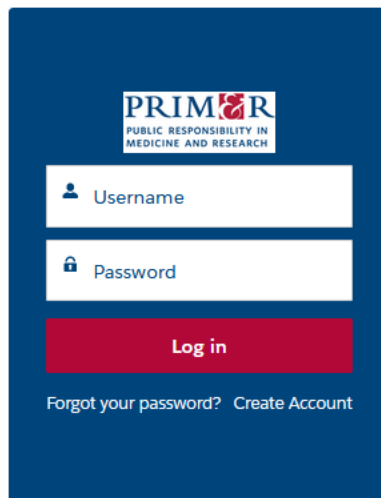 PRIM&R
PUBLIC RESPONSIBILITY IN
MEDICINE AND RESEARCH
Username
Password
Log in
Forgot your password? Create Account